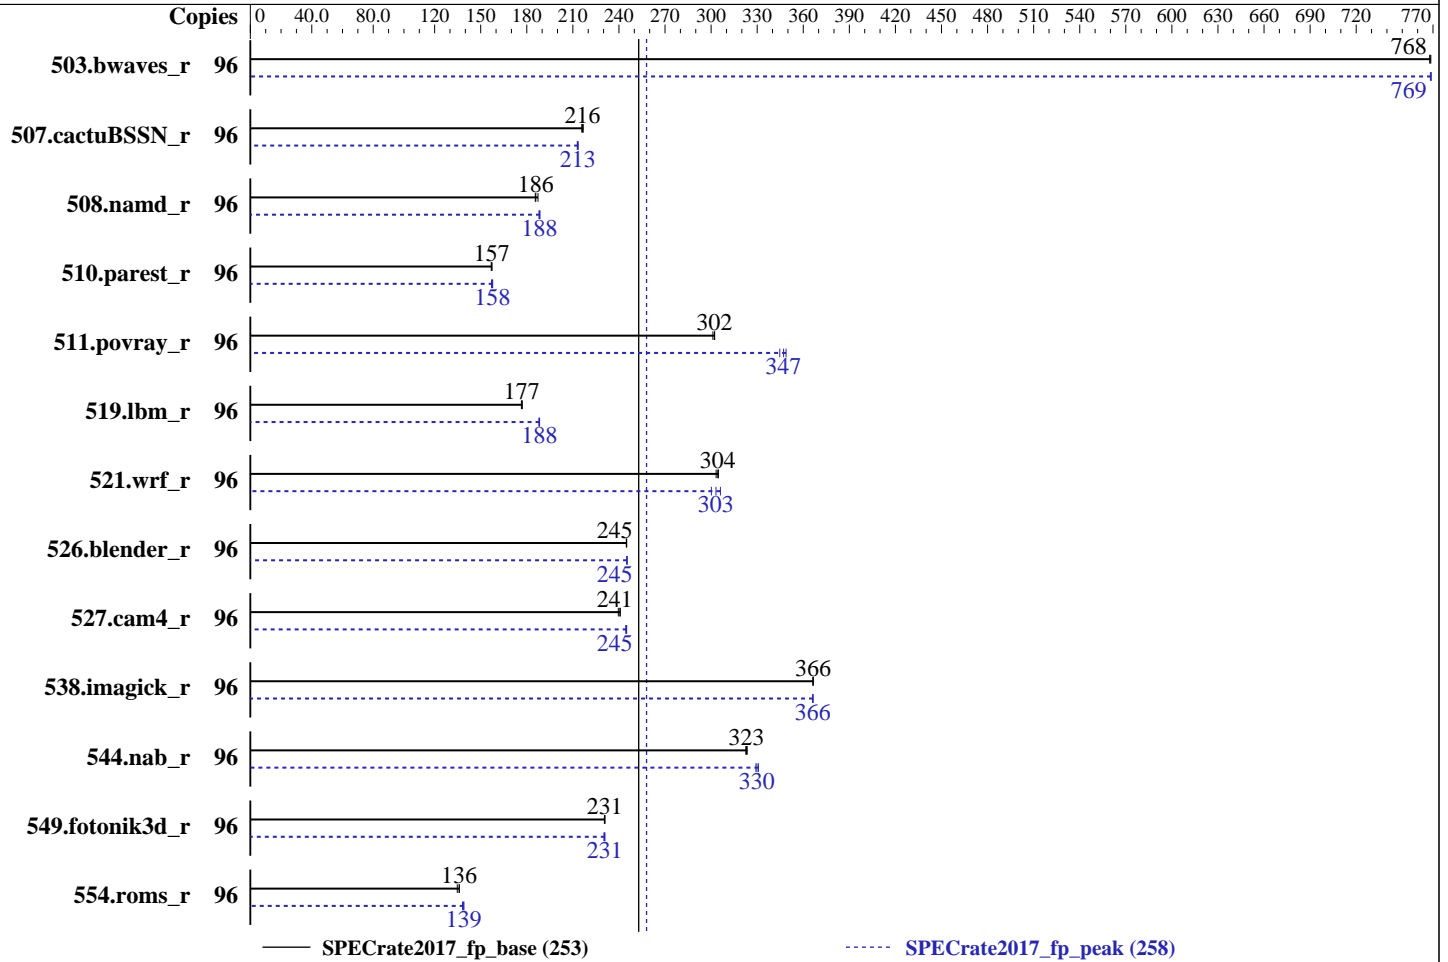 Copies 0 40.0 80.0 120 150 180 210 240 270 300 330 360 390 420 450 480 510 540 570 600 630 660 690 720 770
503.bwaves_r 96 768
769
507.cactuBSSN_r 96 216
213
508.namd_r 96 186
188
510.parest_r 96 157
158
511.povray_r 96 302
347
519.lbm_r 96 177
188
521.wrf_r 96 304
303
526.blender_r 96 245
245
527.cam4_r 96 241
245
538.imagick_r 96 366
366
544.nab_r 96 323
330
549.fotonik3d_r 96 231
231
554.roms_r 96 136
139
SPECrate2017_fp_base (253) SPECrate2017_fp_peak (258)